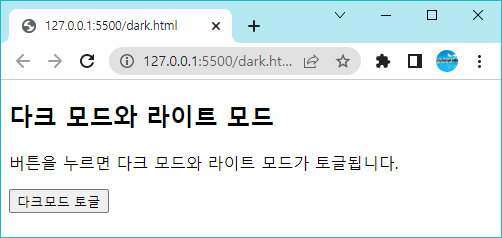 127.0.0.1:5500/dark.html
127.0.0.1:5500/dark.ht...
다크 모드와 라이트 모드
버튼을 누르면 다크 모드와 라이트 모드가 토글됩니다.
다크모드 토글